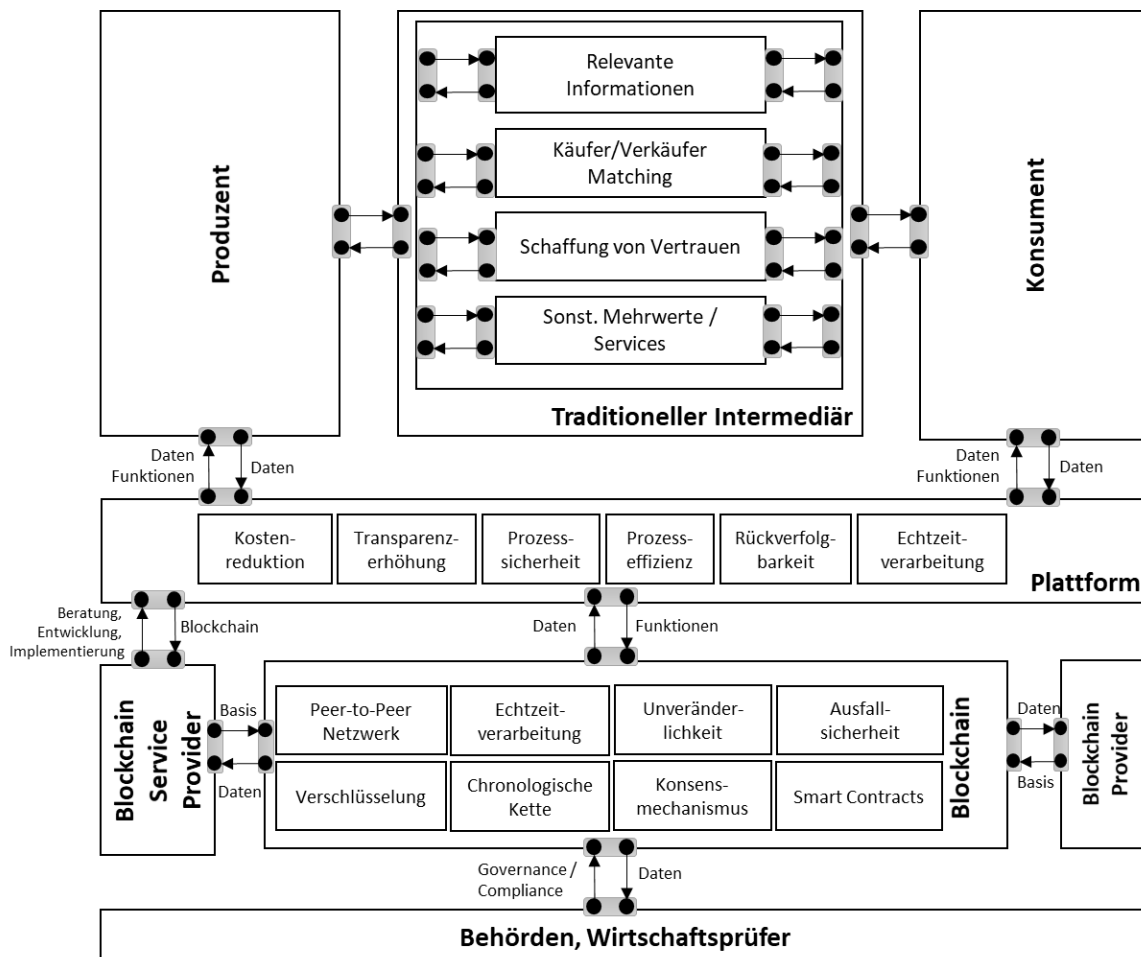 Relevante
Informationen
Käufer/Verkäufer
Matching
Schaffung von Vertrauen
Sonst. Mehrwerte /
Services
Traditioneller Intermediär
Produzent
Konsument
Daten
Funktionen
Daten
Daten
Funktionen
Daten
Kosten-
reduktion
Transparenz-
erhöhung
Prozess-
sicherheit
Prozess-
effizienz
Rückverfolg-
barkeit
Echtzeit-
verarbeitung
Plattform
Beratung,
Entwicklung,
Implementierung
Blockchain
Daten
Funktionen
Blockchain
Service
Provider
Basis
Daten
Peer-to-Peer
Netzwerk
Echtzeit-
verarbeitung
Unveränder-
lichkeit
Ausfall-
sicherheit
Verschlüsselung
Chronologische
Kette
Konsens-
mechanismus
Smart Contracts
Blockchain
Daten
Basis
Blockchain
Provider
Governance /
Compliance
Daten
Behörden, Wirtschaftsprüfer